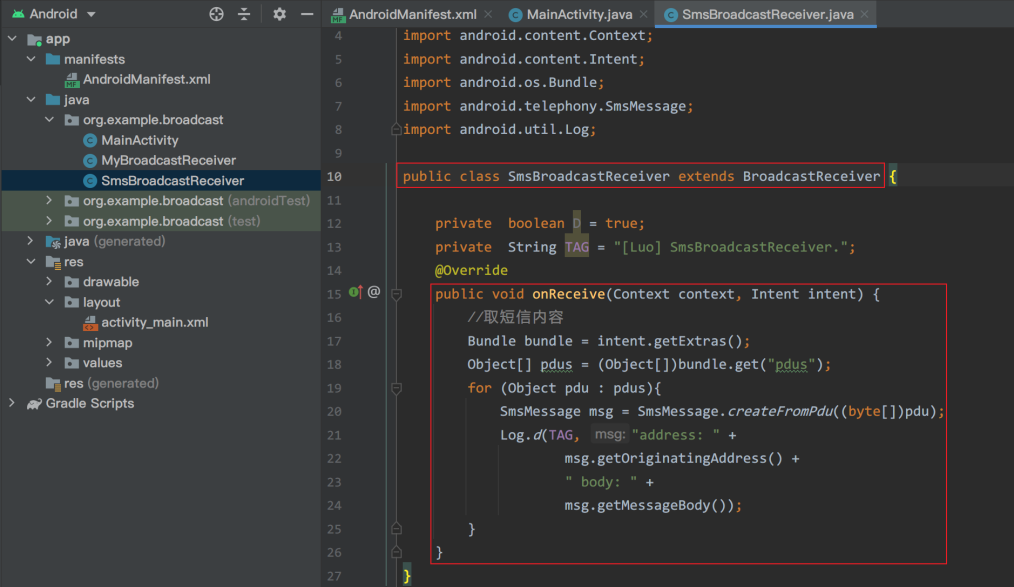 Android
AndroidManifest.xml
MainActivity.java
SmsBroadcastReceiver.java
app
manifests
AndroidManifest.xml
java
org.example.broadcast
MainActivity
MyBroadcastReceiver
SmsBroadcastReceiver
org.example.broadcast (androidTest)
org.example.broadcast (test)
java (generated)
res
drawable
layout
activity_main.xml
mipmap
values
res (generated)
Gradle Scripts
4 import android.content.Context;
5 import android.content.Intent;
6 import android.os.Bundle;
7 import android.telephony.SmsMessage;
8 import android.util.Log;
9
10 public class SmsBroadcastReceiver extends BroadcastReceiver {
11
12 private boolean D = true;
13 private String TAG = "[Luo] SmsBroadcastReceiver.";
14 @Override
15 @ public void onReceive(Context context, Intent intent) {
16 //取短信内容
17 Bundle bundle = intent.getExtras();
18 Object[] pdus = (Object[])bundle.get("pdus");
19 for (Object pdu : pdus){
20 SmsMessage msg = SmsMessage.createFromPdu((byte[])pdu);
21 Log.d(TAG, msg: "address: " +
22 msg.getOriginatingAddress() +
23 " body: " +
24 msg.getMessageBody());
25 }
26 }
27 }